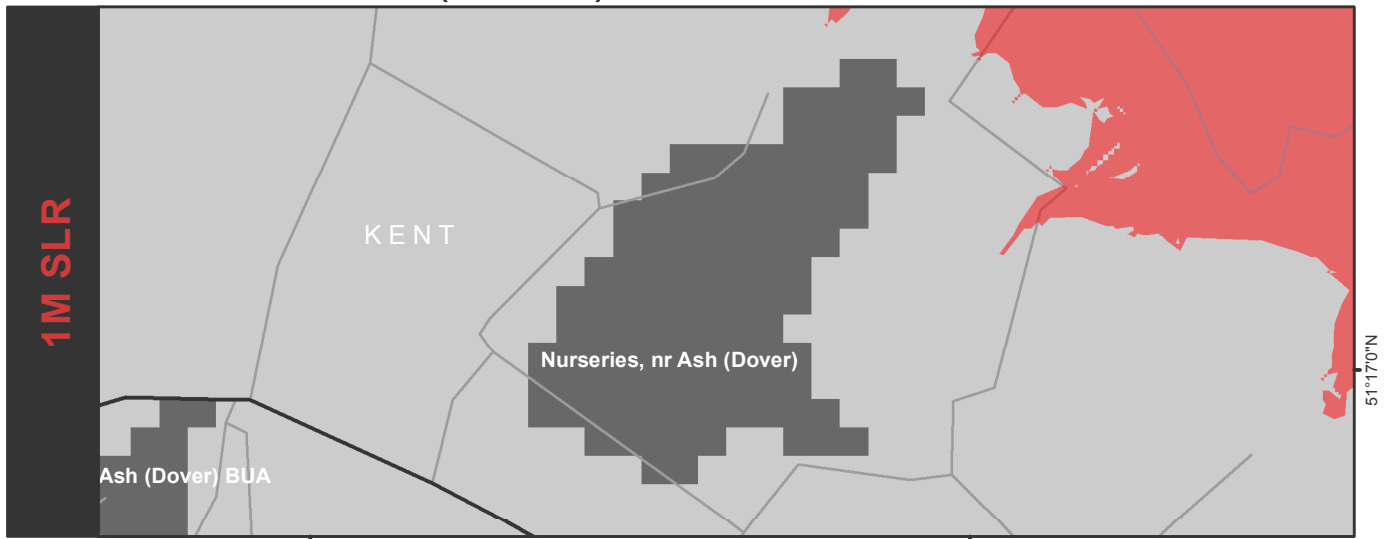 1M SLR
KENT
Nurseries, nr Ash (Dover)
Ash (Dover) BUA
51°17'0"N